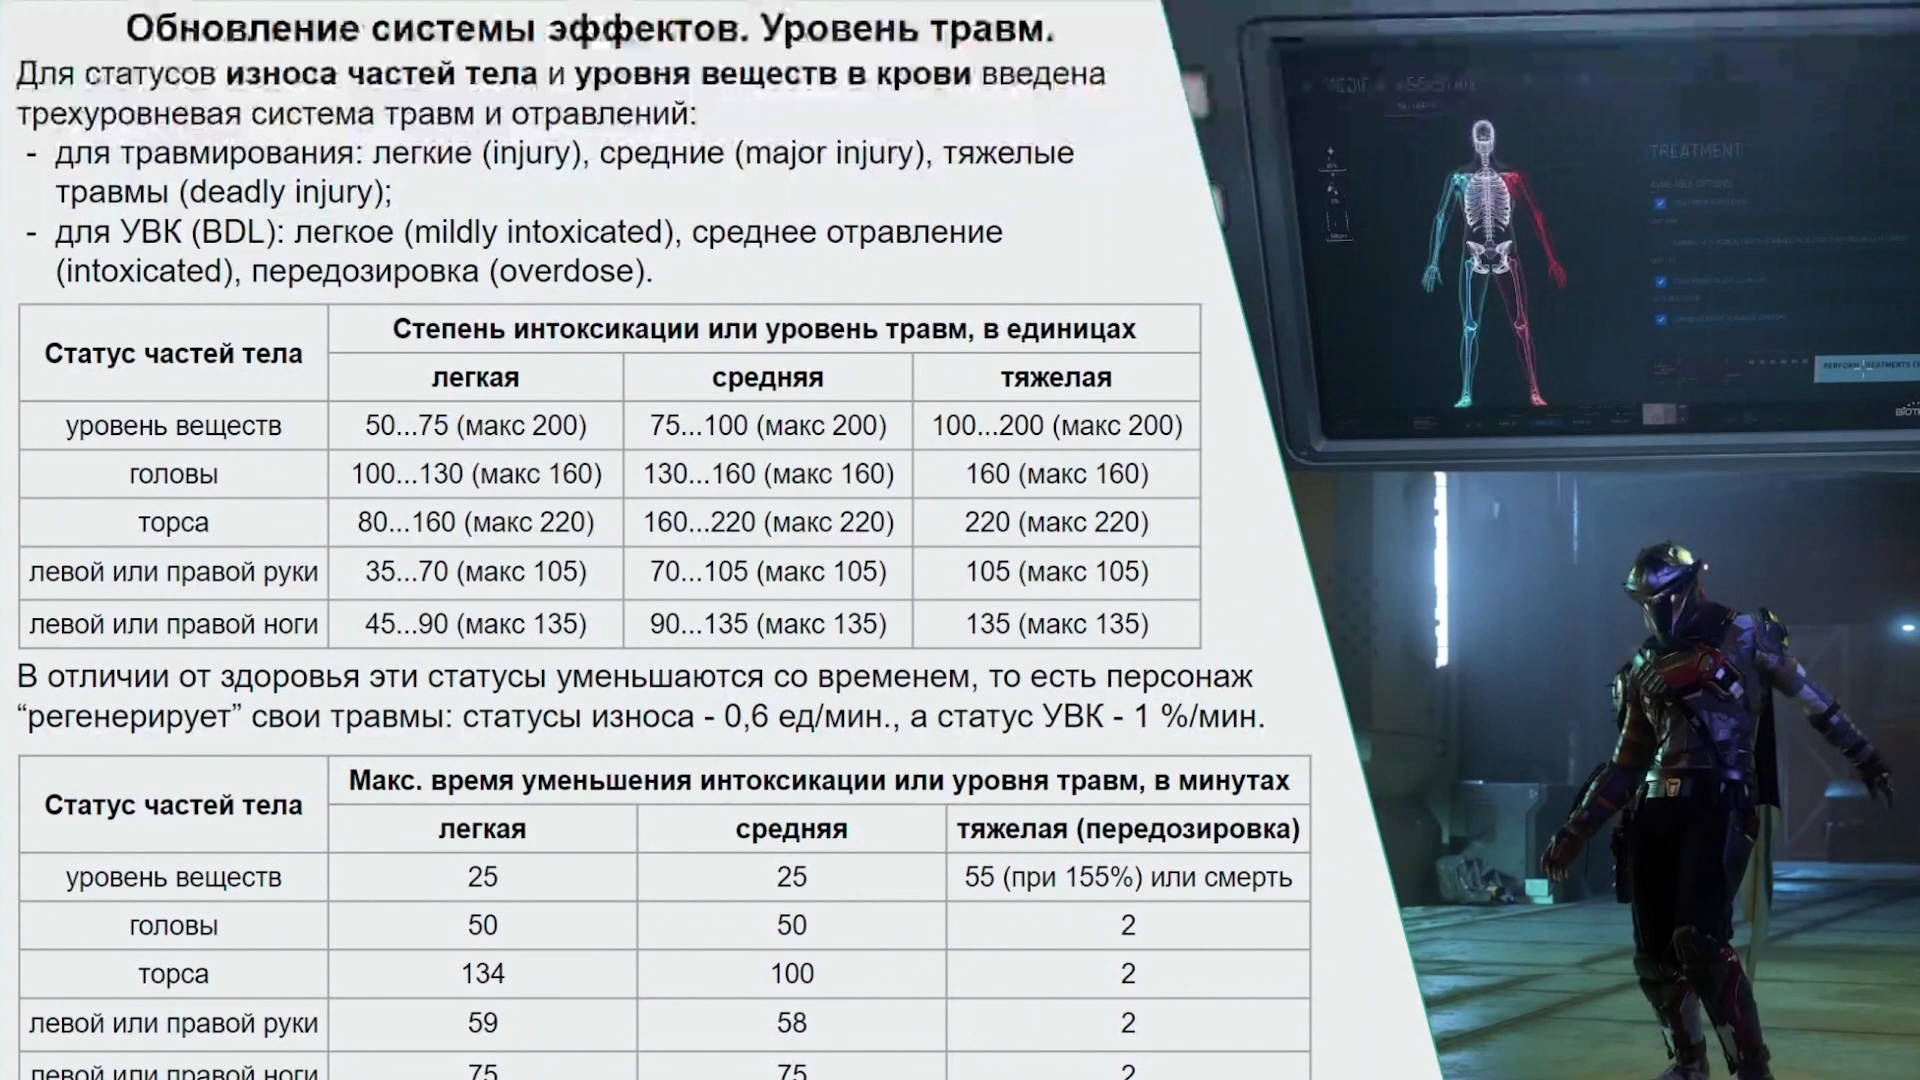 Обновление системы эффектов. Уровень травм.
Для статусов износа частей тела и уровня веществ в крови введена
трехуровневая система травм и отравлений:
- для травмирования: легкие (injury), средние (major injury), тяжелые
травмы (deadly injury);
- для УВК (BDL): легкое (mildly intoxicated), среднее отравление
(intoxicated), передозировка (overdose).
Статус частей тела
Степень интоксикации или уровень травм, в единицах
легкая средняя тяжелая
уровень веществ 50...75 (макс 200) 75...100 (макс 200) 100...200 (макс 200)
головы 100...130 (макс 160) 130...160 (макс 160) 160 (макс 160)
торса 80...160 (макс 220) 160...220 (макс 220) 220 (макс 220)
левой или правой руки 35...70 (макс 105) 70...105 (макс 105) 105 (макс 105)
левой или правой ноги 45...90 (макс 135) 90...135 (макс 135) 135 (макс 135)
В отличии от здоровья эти статусы уменьшаются со временем, то есть персонаж
“регенерирует” свои травмы: статусы износа - 0,6 ед/мин., а статус УВК - 1 %/мин.
Статус частей тела
Макс. время уменьшения интоксикации или уровня травм, в минутах
легкая средняя тяжелая (передозировка)
уровень веществ 25 25 55 (при 155%) или смерть
головы 50 50 2
торса 134 100 2
левой или правой руки 59 58 2
левой или правой ноги 75 75 2
TREATMENT
AVAILABLE OPTIONS